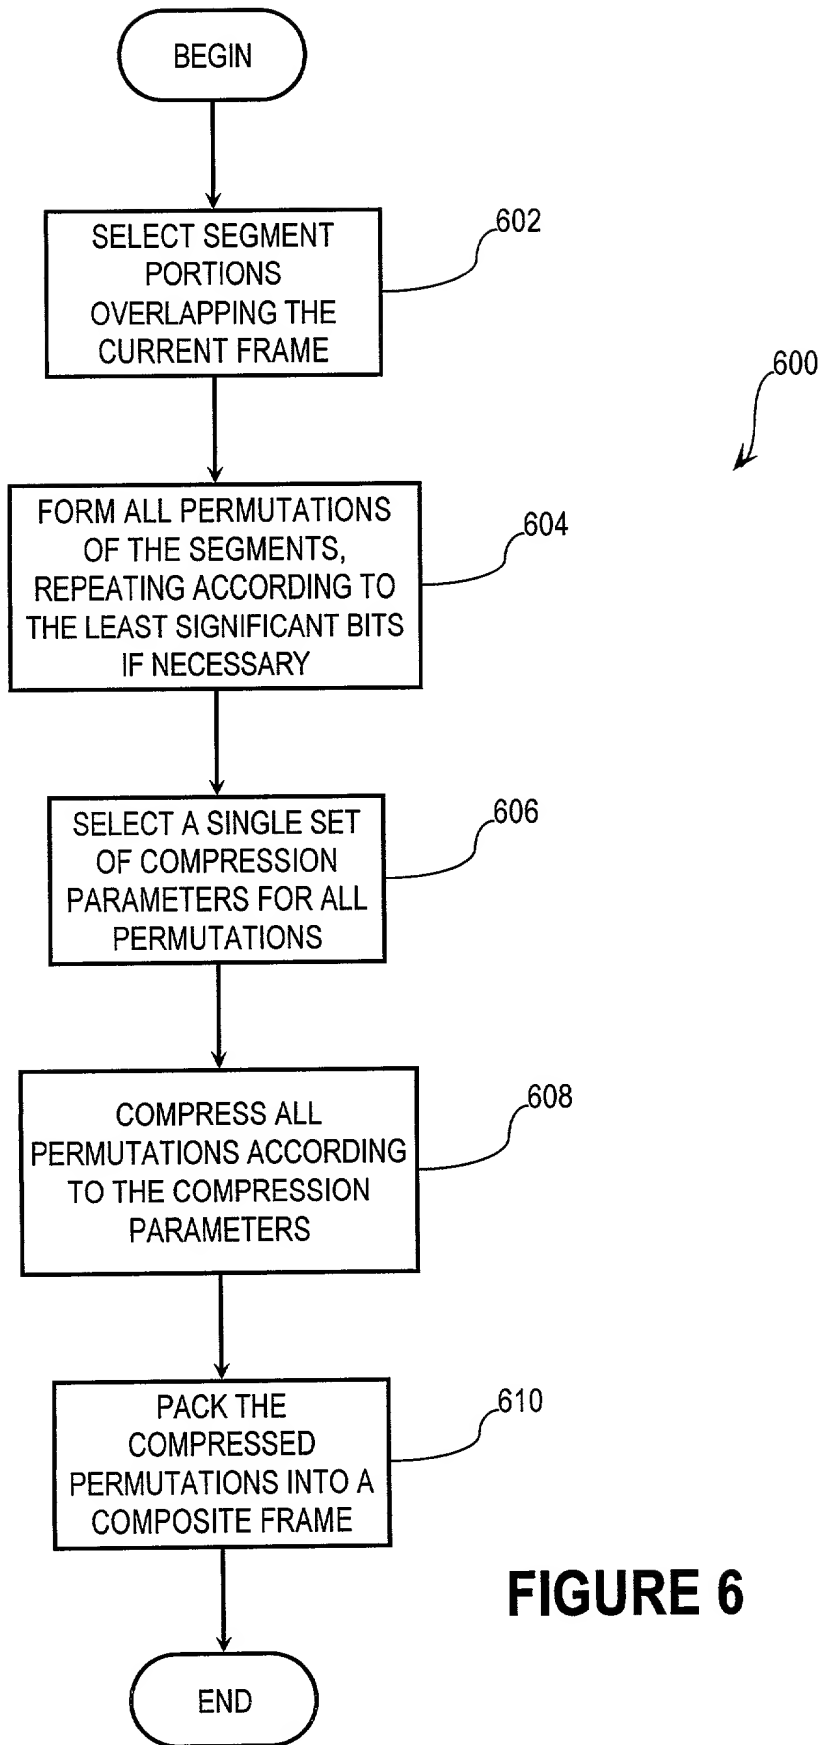 BEGIN
SELECT SEGMENT
PORTIONS
OVERLAPPING THE
CURRENT FRAME
602
600
FORM ALL PERMUTATIONS
OF THE SEGMENTS,
REPEATING ACCORDING TO
THE LEAST SIGNIFICANT BITS
IF NECESSARY
604
SELECT A SINGLE SET
OF COMPRESSION
PARAMETERS FOR ALL
PERMUTATIONS
606
COMPRESS ALL
PERMUTATIONS ACCORDING
TO THE COMPRESSION
PARAMETERS
608
PACK THE
COMPRESSED
PERMUTATIONS INTO A
COMPOSITE FRAME
610
FIGURE 6
END